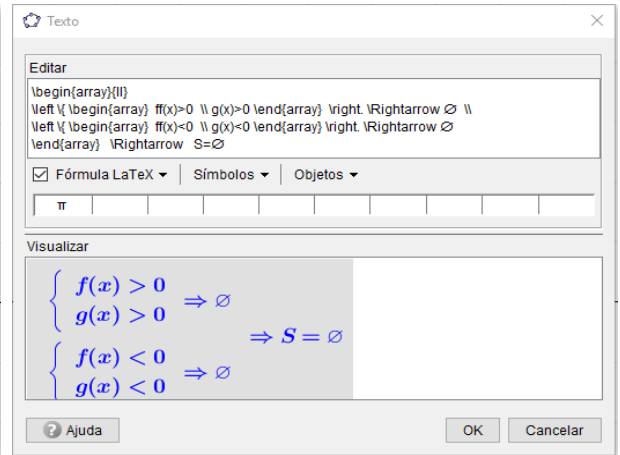 Texto
Editar
\begin{array}{ll}
\left \{ \begin{array}  ff(x)>0  \\ g(x)>0 \end{array}  \right. \Rightarrow ∅  \\
\left \{ \begin{array}  ff(x)<0  \\ g(x)<0 \end{array} \right. \Rightarrow ∅
\end{array}   \Rightarrow   S=∅
Fórmula LaTeX Símbolos Objetos
π
Visualizar
f(x) > 0
g(x) > 0
⇒ ∅
⇒ S = ∅
f(x) < 0
g(x) < 0
⇒ ∅
Ajuda OK Cancelar